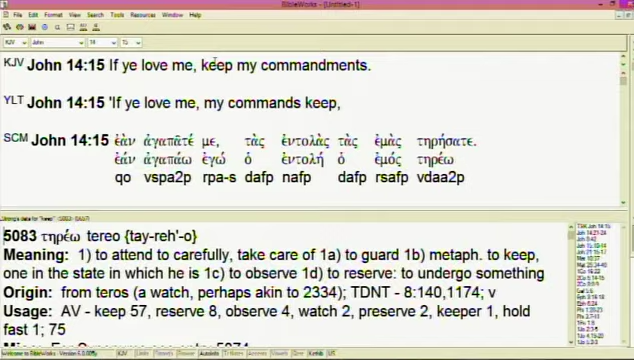 BibleWorks - [Untitled-1]
File Edit Format View Search Tools Resources Window Help
KJV John 14 15
KJV John 14:15 If ye love me, keep my commandments.
YLT John 14:15 'If ye love me, my commands keep,
SCM John 14:15 ἐὰν ἀγαπᾶτέ με, τὰς ἐντολὰς τὰς ἐμὰς τηρήσατε.
ἐάν ἀγαπάω ἐγώ ὁ ἐντολή ὁ ἐμός τηρέω
qo vspa2p rpa-s dafp nafp dafp rsafp vdaa2p
5083 τηρέω tereo {tay-reh'-o}
Meaning: 1) to attend to carefully, take care of 1a) to guard 1b) metaph. to keep,
one in the state in which he is 1c) to observe 1d) to reserve: to undergo something
Origin: from teros (a watch, perhaps akin to 2334); TDNT - 8:140,1174; v
Usage: AV - keep 57, reserve 8, observe 4, watch 2, preserve 2, keeper 1, hold
fast 1; 75